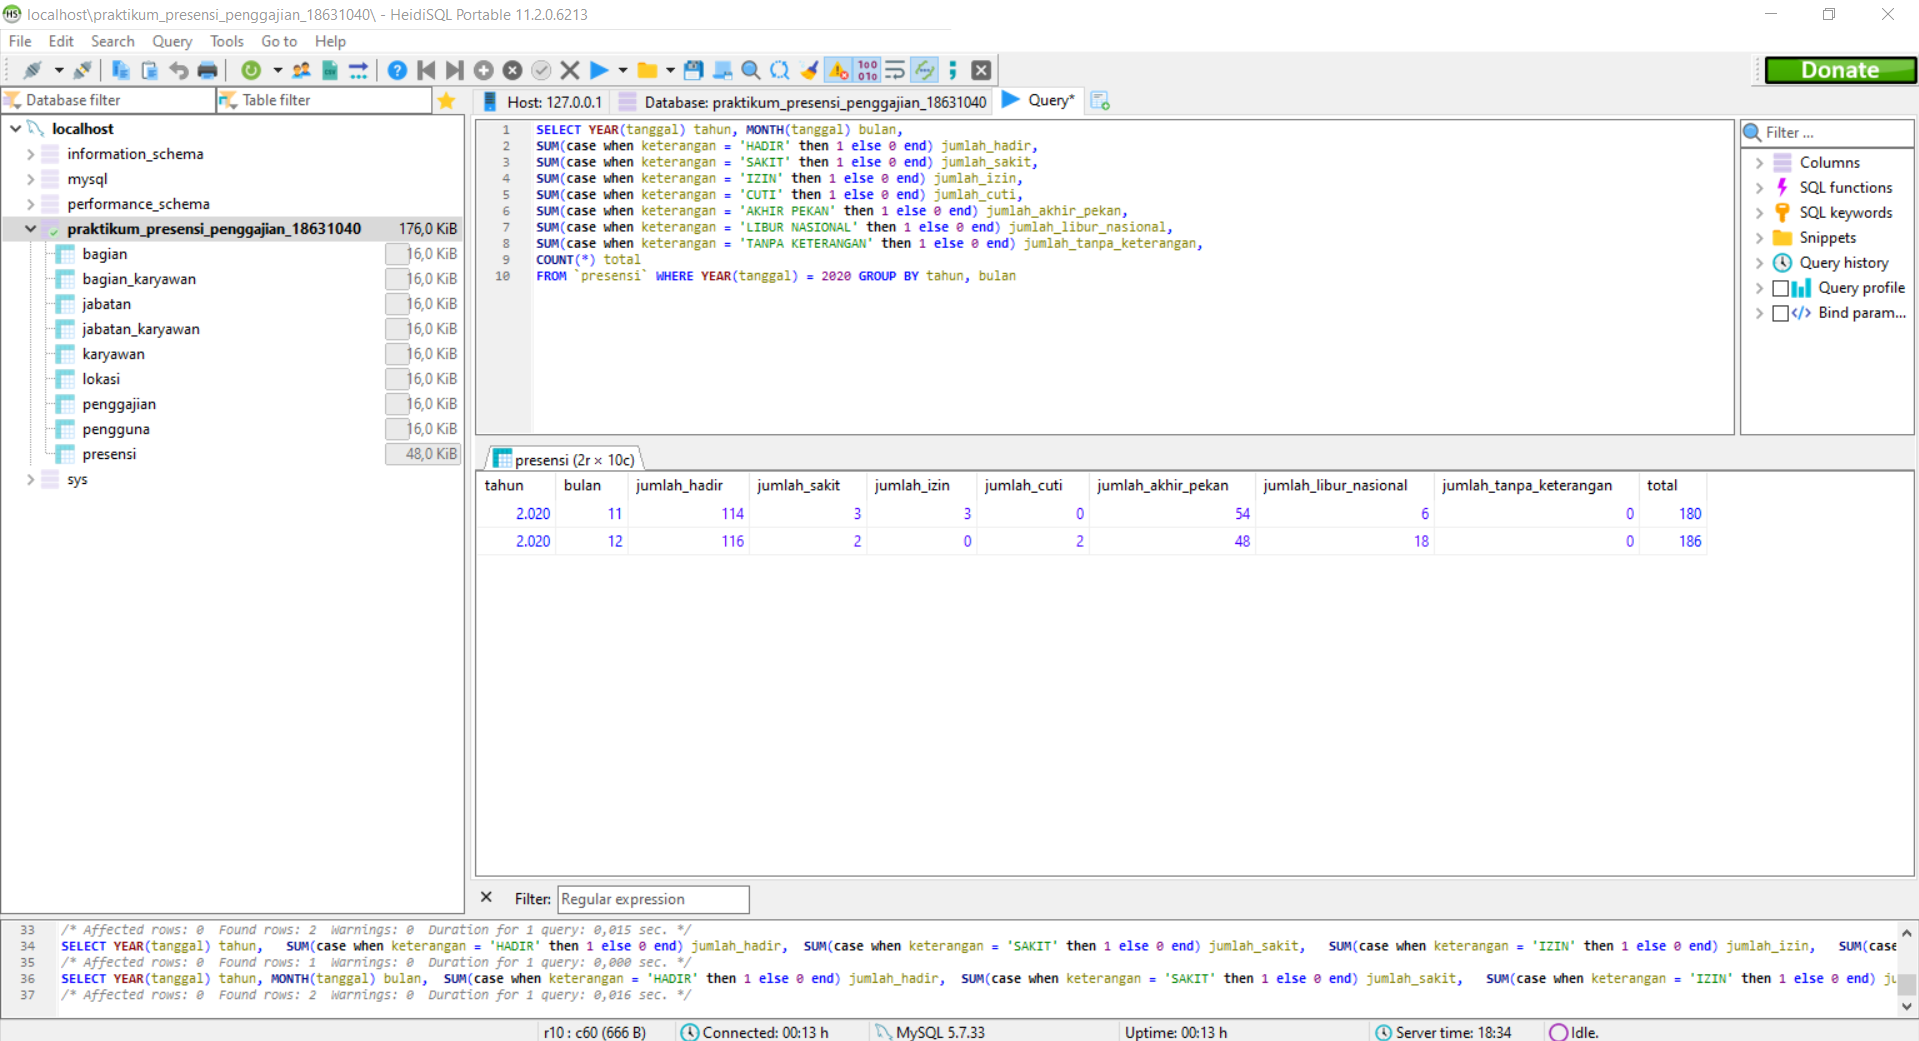 localhost\praktikum_presensi_penggajian_18631040\ - HeidiSQL Portable 11.2.0.6213
File Edit Search Query Tools Go to Help
Donate
Database filter Table filter
Host: 127.0.0.1 Database: praktikum_presensi_penggajian_18631040 Query*
localhost
information_schema
mysql
performance_schema
praktikum_presensi_penggajian_18631040 176,0 KiB
bagian 16,0 KiB
bagian_karyawan 16,0 KiB
jabatan 16,0 KiB
jabatan_karyawan 16,0 KiB
karyawan 16,0 KiB
lokasi 16,0 KiB
penggajian 16,0 KiB
pengguna 16,0 KiB
presensi 48,0 KiB
sys
1 SELECT YEAR(tanggal) tahun, MONTH(tanggal) bulan,
2 SUM(case when keterangan = 'HADIR' then 1 else 0 end) jumlah_hadir,
3 SUM(case when keterangan = 'SAKIT' then 1 else 0 end) jumlah_sakit,
4 SUM(case when keterangan = 'IZIN' then 1 else 0 end) jumlah_izin,
5 SUM(case when keterangan = 'CUTI' then 1 else 0 end) jumlah_cuti,
6 SUM(case when keterangan = 'AKHIR PEKAN' then 1 else 0 end) jumlah_akhir_pekan,
7 SUM(case when keterangan = 'LIBUR NASIONAL' then 1 else 0 end) jumlah_libur_nasional,
8 SUM(case when keterangan = 'TANPA KETERANGAN' then 1 else 0 end) jumlah_tanpa_keterangan,
9 COUNT(*) total
10 FROM `presensi` WHERE YEAR(tanggal) = 2020 GROUP BY tahun, bulan
Filter ...
Columns
SQL functions
SQL keywords
Snippets
Query history
Query profile
Bind param...
presensi (2r × 10c)
tahun bulan jumlah_hadir jumlah_sakit jumlah_izin jumlah_cuti jumlah_akhir_pekan jumlah_libur_nasional jumlah_tanpa_keterangan total
2.020 11 114 3 3 0 54 6 0 180
2.020 12 116 2 0 2 48 18 0 186
Filter: Regular expression
33 /* Affected rows: 0 Found rows: 2 Warnings: 0 Duration for 1 query: 0,015 sec. */
34 SELECT YEAR(tanggal) tahun, SUM(case when keterangan = 'HADIR' then 1 else 0 end) jumlah_hadir, SUM(case when keterangan = 'SAKIT' then 1 else 0 end) jumlah_sakit, SUM(case when keterangan = 'IZIN' then 1 else 0 end) jumlah_izin, SUM(case
35 /* Affected rows: 0 Found rows: 1 Warnings: 0 Duration for 1 query: 0,000 sec. */
36 SELECT YEAR(tanggal) tahun, MONTH(tanggal) bulan, SUM(case when keterangan = 'HADIR' then 1 else 0 end) jumlah_hadir, SUM(case when keterangan = 'SAKIT' then 1 else 0 end) jumlah_sakit, SUM(case when keterangan = 'IZIN' then 1 else 0 end) ju
37 /* Affected rows: 0 Found rows: 2 Warnings: 0 Duration for 1 query: 0,016 sec. */
r10 : c60 (666 B) Connected: 00:13 h MySQL 5.7.33 Uptime: 00:13 h Server time: 18:34 Idle.